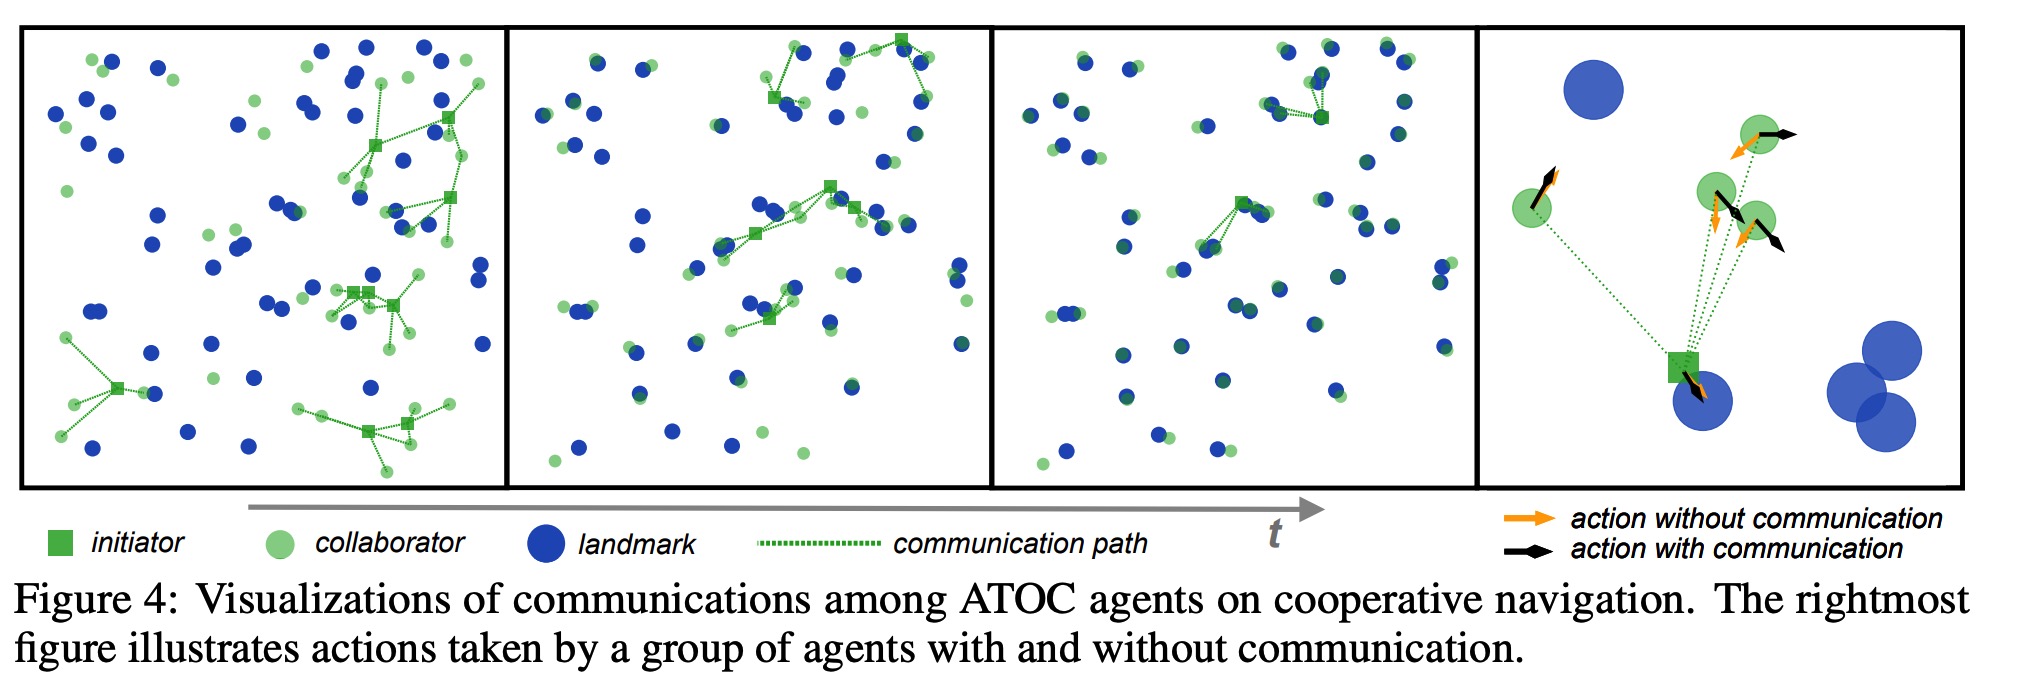 t
initiator
collaborator
landmark
communication path
action without communication
action with communication
Figure 4: Visualizations of communications among ATOC agents on cooperative navigation. The rightmost
figure illustrates actions taken by a group of agents with and without communication.